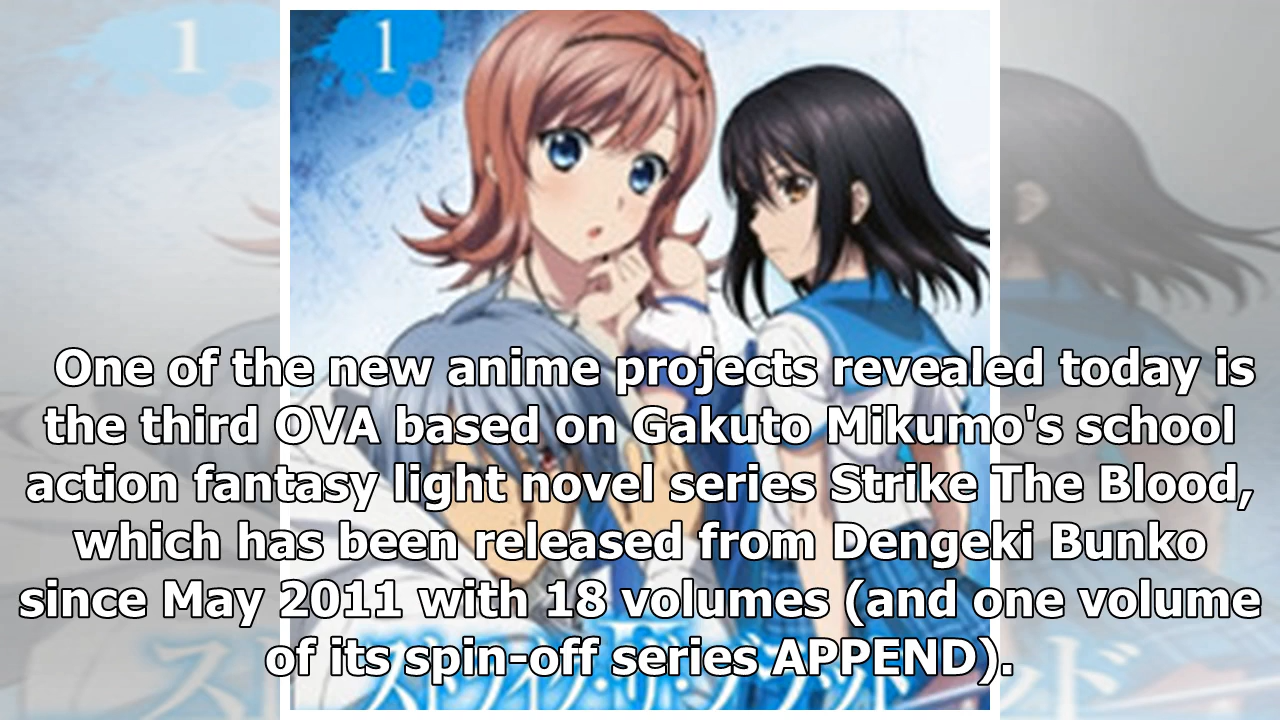 1
1
One of the new anime projects revealed today is
the third OVA based on Gakuto Mikumo's school
action fantasy light novel series Strike The Blood,
which has been released from Dengeki Bunko
since May 2011 with 18 volumes (and one volume
of its spin-off series APPEND).